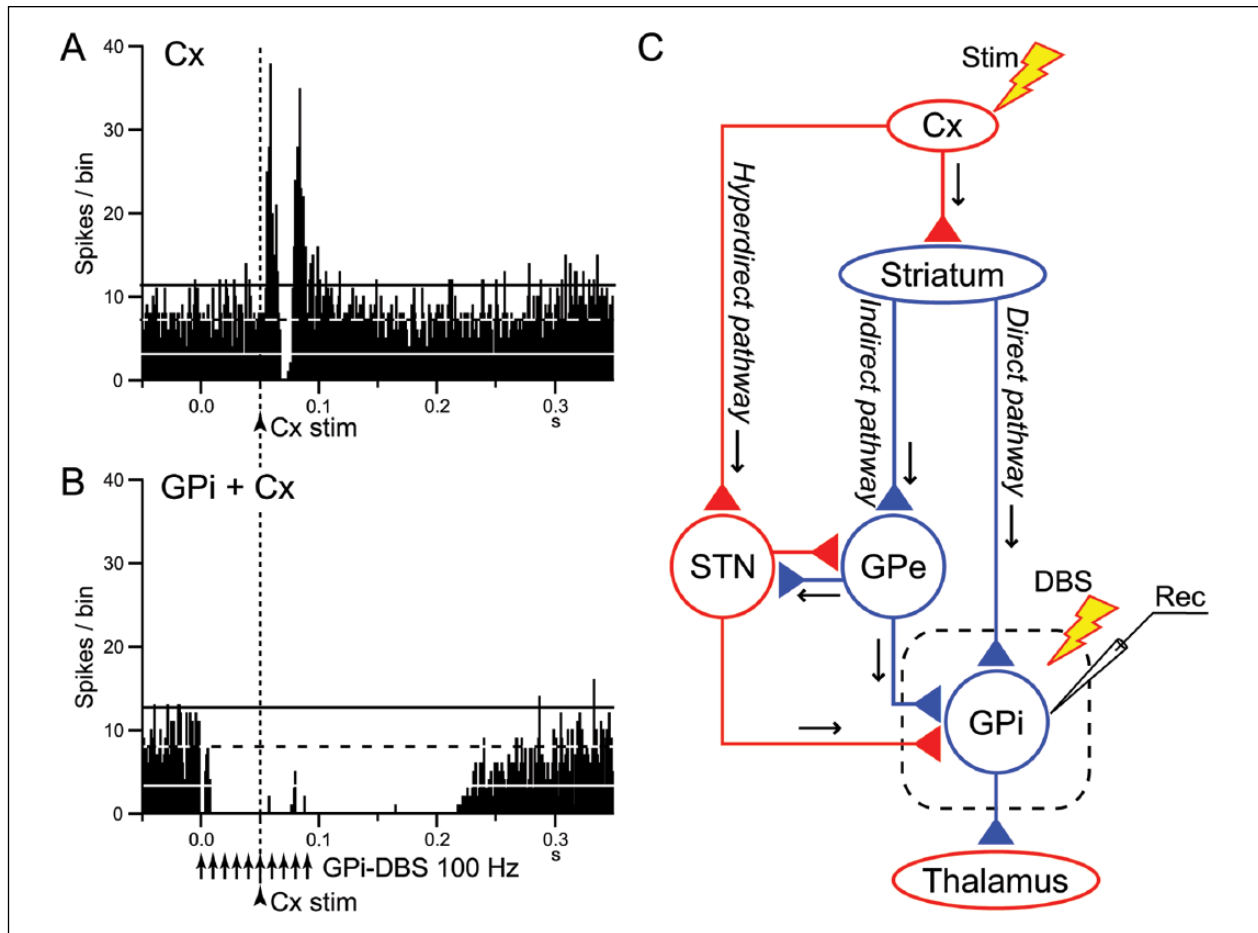 A
Cx
40
30
20
10
0
Spikes / bin
0.0
0.1
0.2
0.3
s
Cx stim
B
GPi + Cx
40
30
20
10
0
Spikes / bin
0.0
0.1
0.2
0.3
s
GPi-DBS 100 Hz
Cx stim
C
Stim
Cx
Hyperdirect pathway
Striatum
Indirect pathway
Direct pathway
STN
GPe
DBS
Rec
GPi
Thalamus